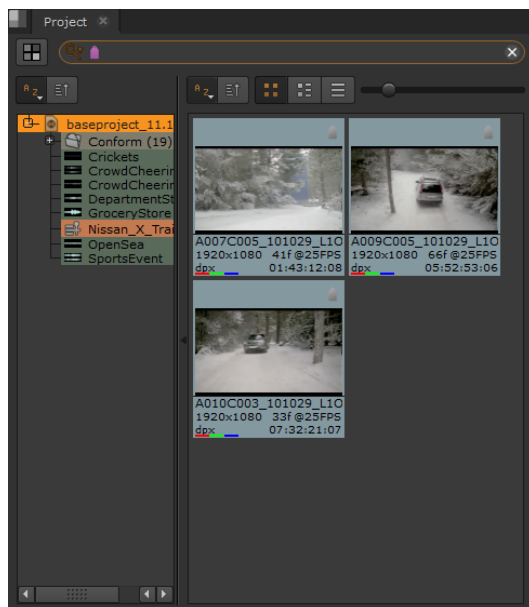 Project
A Z
A Z
baseproject_11.1
Conform (19)
Crickets
CrowdCheerin
CrowdCheerin
DepartmentSt
GroceryStore
Nissan_X_Trai
OpenSea
SportsEvent
A007C005_101029_L1O
1920x1080 41f@25FPS
dpx 01:43:12:08
A009C005_101029_L1O
1920x1080 66f@25FPS
dpx 05:52:53:06
A010C003_101029_L1O
1920x1080 33f@25FPS
dpx 07:32:21:07